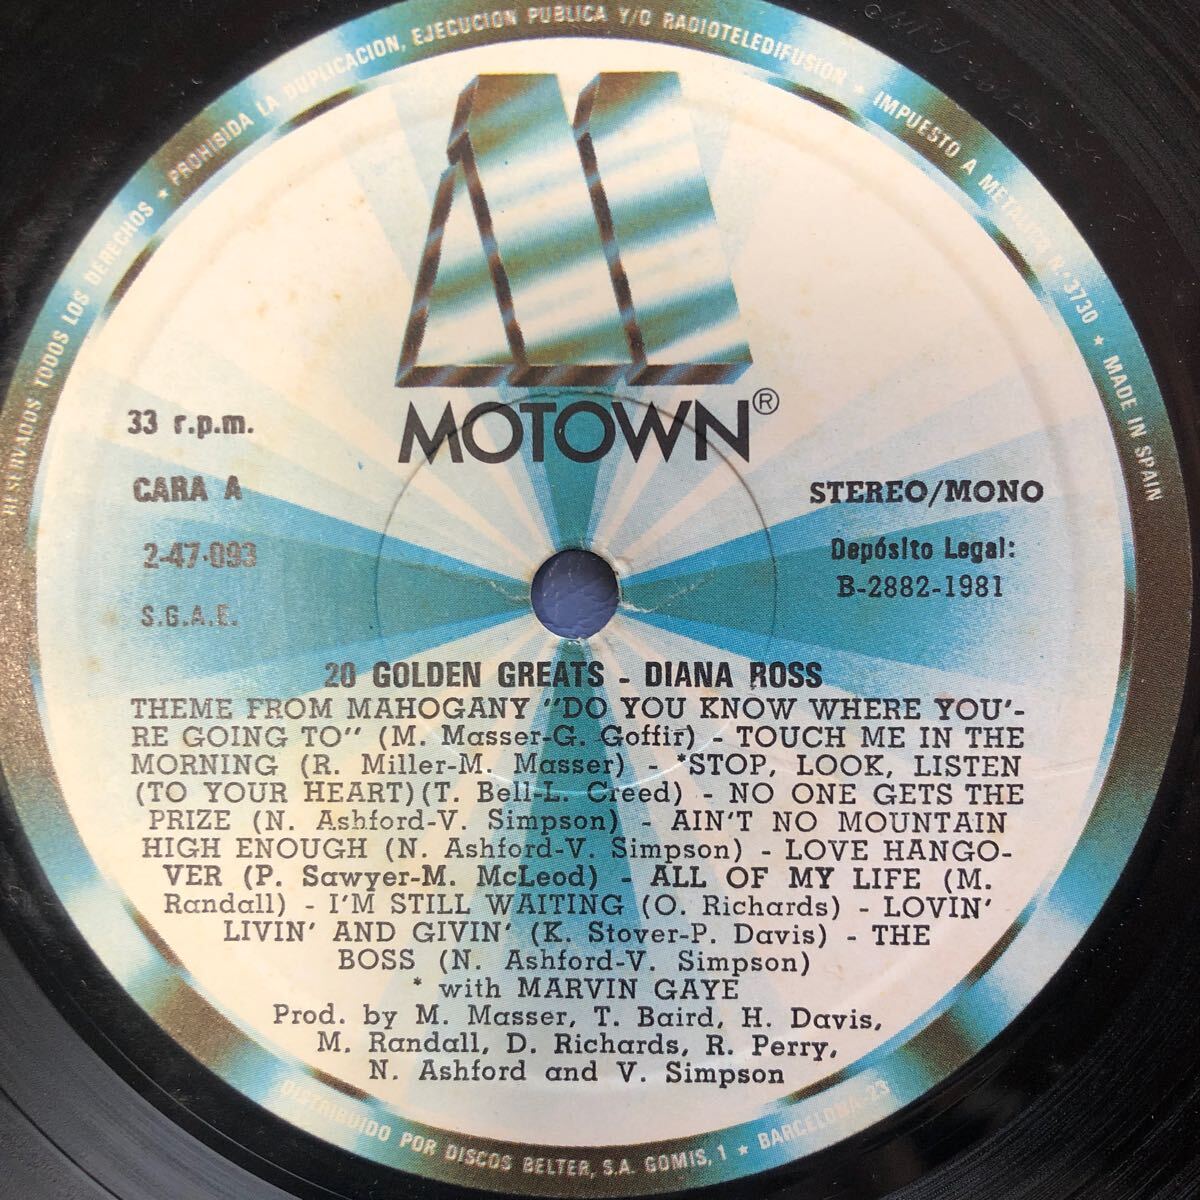 RESERVADOS TODOS LOS DERECHOS ★ PROHIBIDA LA DUPLICACION, EJECUCION PUBLICA Y/O RADIOTELEDIFUSION ★ IMPUESTO A METALICO N.º 3730 ★ MADE IN SPAIN
MOTOWN®
33 r.p.m.
CARA A
STEREO/MONO
2-47-093
Depósito Legal:
B-2882-1981
S.G.A.E.
20 GOLDEN GREATS - DIANA ROSS
THEME FROM MAHOGANY "DO YOU KNOW WHERE YOU'-
RE GOING TO" (M. Masser-G. Goffir) - TOUCH ME IN THE
MORNING (R. Miller-M. Masser) - *STOP, LOOK, LISTEN
(TO YOUR HEART)(T. Bell-L. Creed) - NO ONE GETS THE
PRIZE (N. Ashford-V. Simpson) - AIN'T NO MOUNTAIN
HIGH ENOUGH (N. Ashford-V. Simpson) - LOVE HANGO-
VER (P. Sawyer-M. McLeod) - ALL OF MY LIFE (M.
Randall) - I'M STILL WAITING (O. Richards) - LOVIN'
LIVIN' AND GIVIN' (K. Stover-P. Davis) - THE
BOSS (N. Ashford-V. Simpson)
* with MARVIN GAYE
Prod. by M. Masser, T. Baird, H. Davis,
M. Randall, D. Richards, R. Perry,
N. Ashford and V. Simpson
DISTRIBUIDO POR DISCOS BELTER, S.A. GOMIS, 1 ★ BARCELONA-23